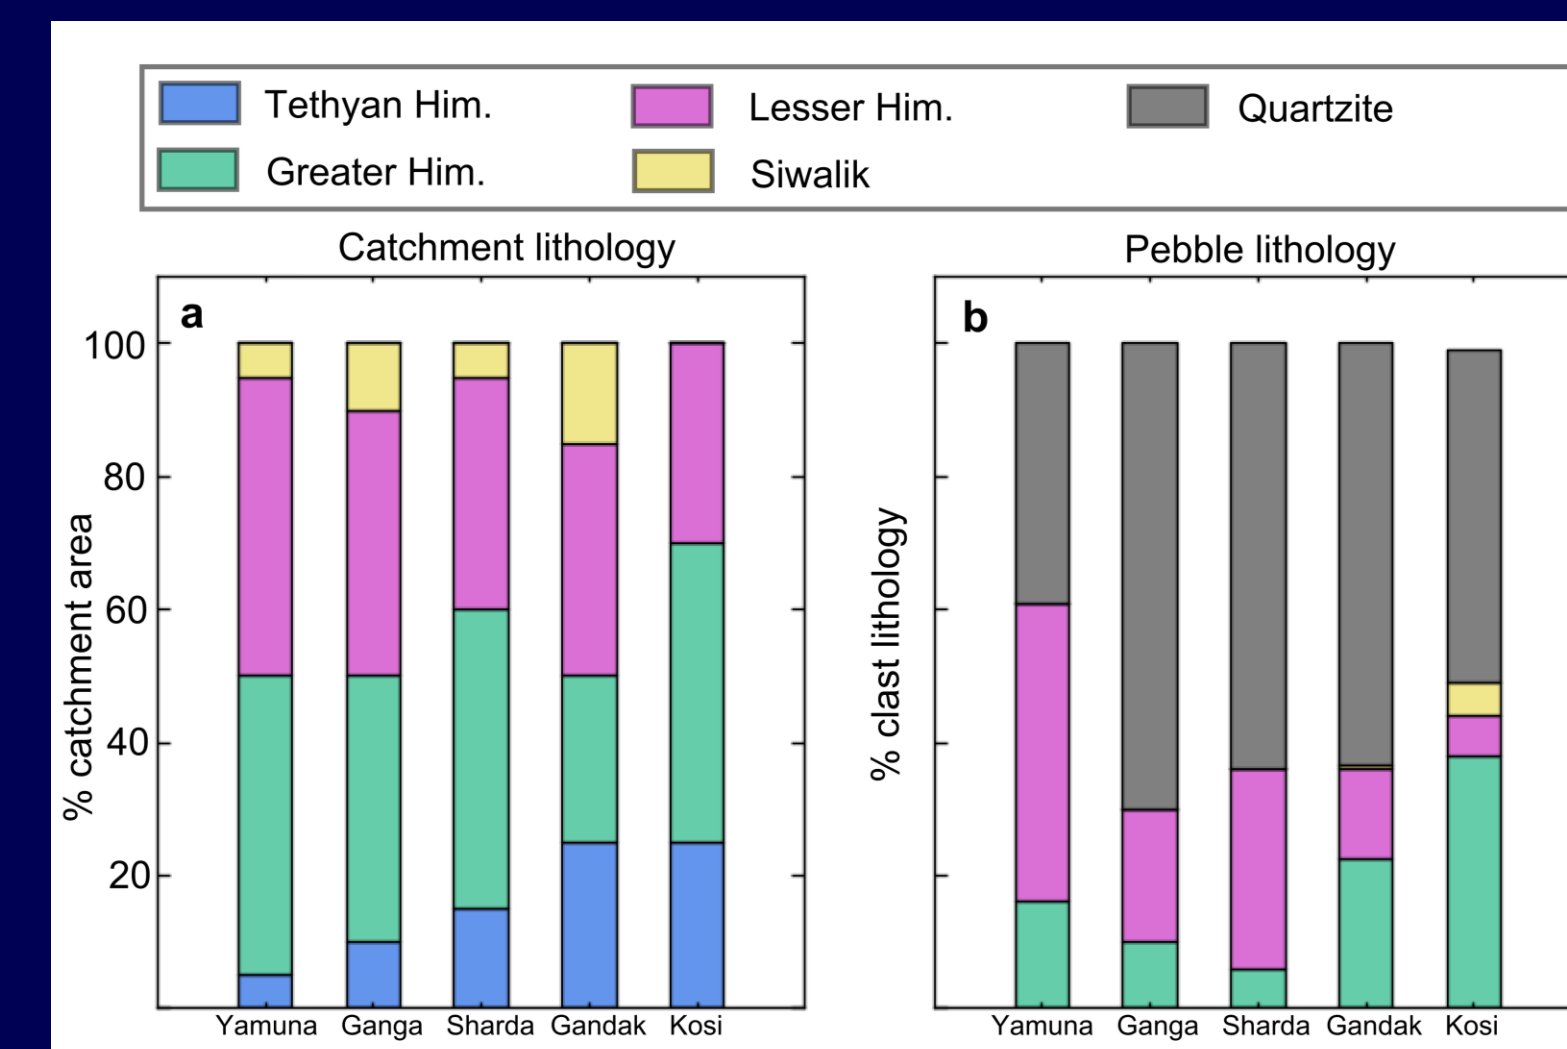 Tethyan Him.
Lesser Him.
Quartzite
Greater Him.
Siwalik
Catchment lithology
a
% catchment area
100
80
60
40
20
Yamuna Ganga Sharda Gandak Kosi
Pebble lithology
b
% clast lithology
Yamuna Ganga Sharda Gandak Kosi